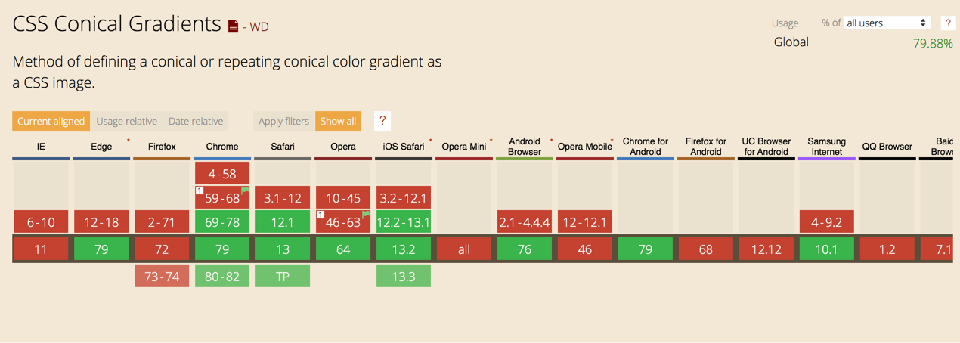 CSS Conical Gradients - WD
Usage % of all users ?
Global 79.88%
Method of defining a conical or repeating conical color gradient as
a CSS image.
Current aligned Usage relative Date relative Apply filters Show all ?
IE Edge * Firefox Chrome Safari Opera iOS Safari * Opera Mini * Android Browser * Opera Mobile * Chrome for Android Firefox for Android UC Browser for Android Samsung Internet QQ Browser Baid Brow
4-58
59-68 3.1-12 10-45 3.2-12.1
6-10 12-18 2-71 69-78 12.1 46-63 12.2-13.1 2.1-4.4.4 12-12.1 4-9.2
11 79 72 79 13 64 13.2 all 76 46 79 68 12.12 10.1 1.2 7.1
73-74 80-82 TP 13.3